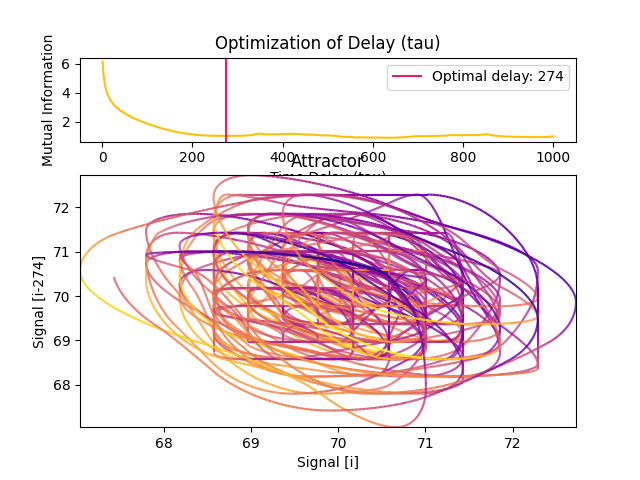 Optimization of Delay (tau)
Mutual Information
6
4
2
Optimal delay: 274
0 200 400 600 800 1000
Time Delay (tau)
Attractor
Signal [i-274]
72
71
70
69
68
68 69 70 71 72
Signal [i]